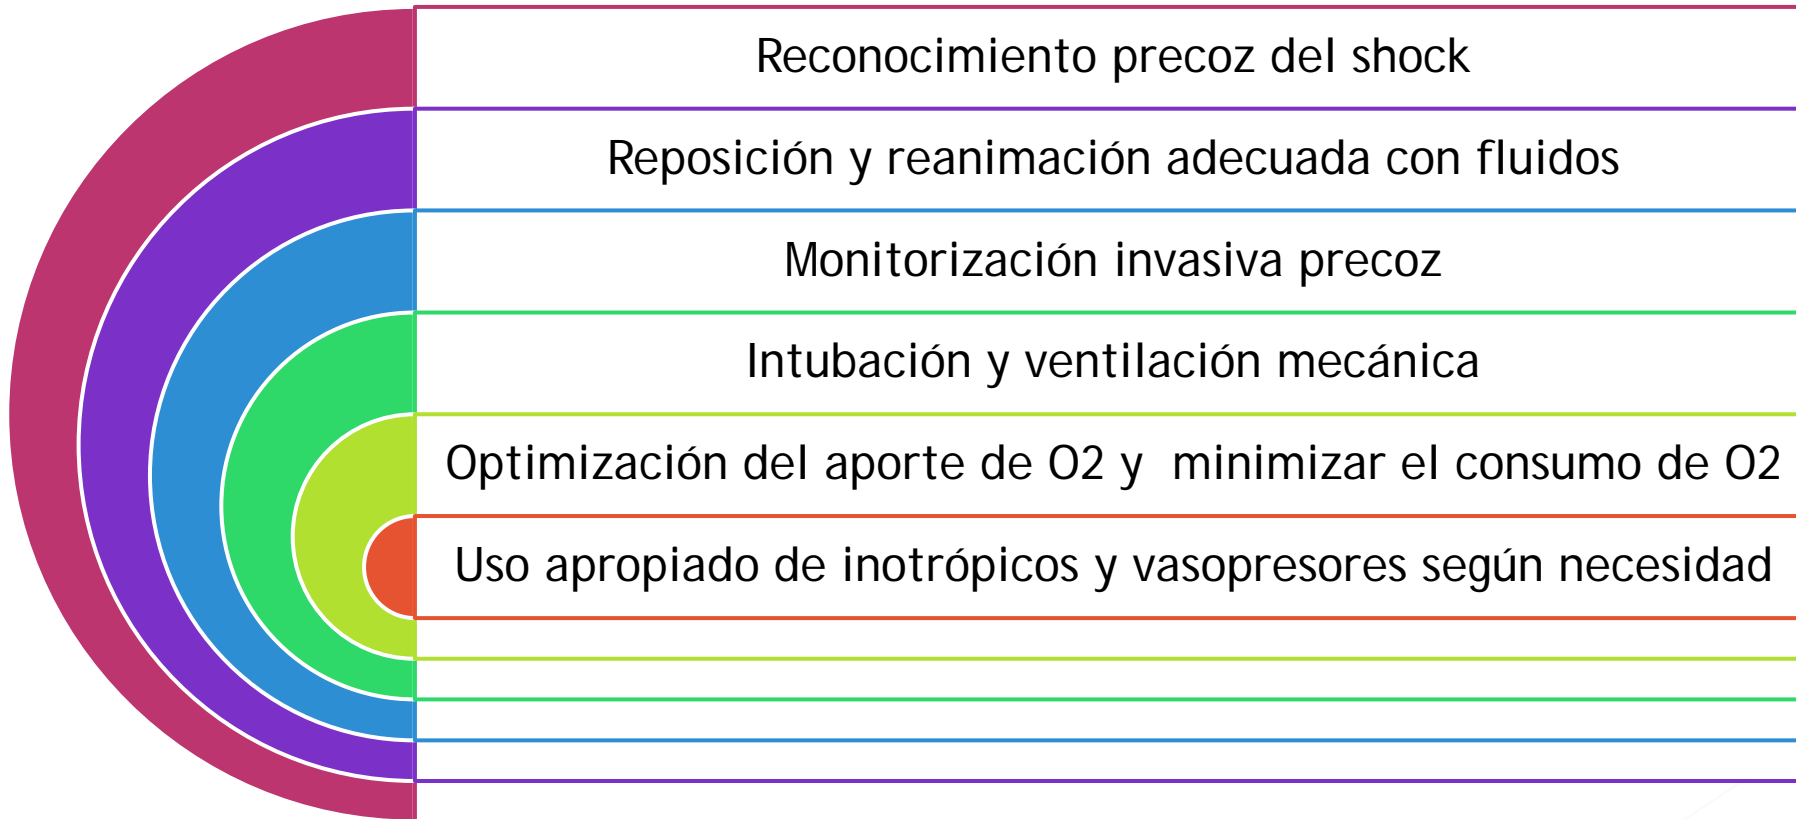 Reconocimiento precoz del shock
Reposición y reanimación adecuada con fluidos
Monitorización invasiva precoz
Intubación y ventilación mecánica
Optimización del aporte de O2 y  minimizar el consumo de O2
Uso apropiado de inotrópicos y vasopresores según necesidad